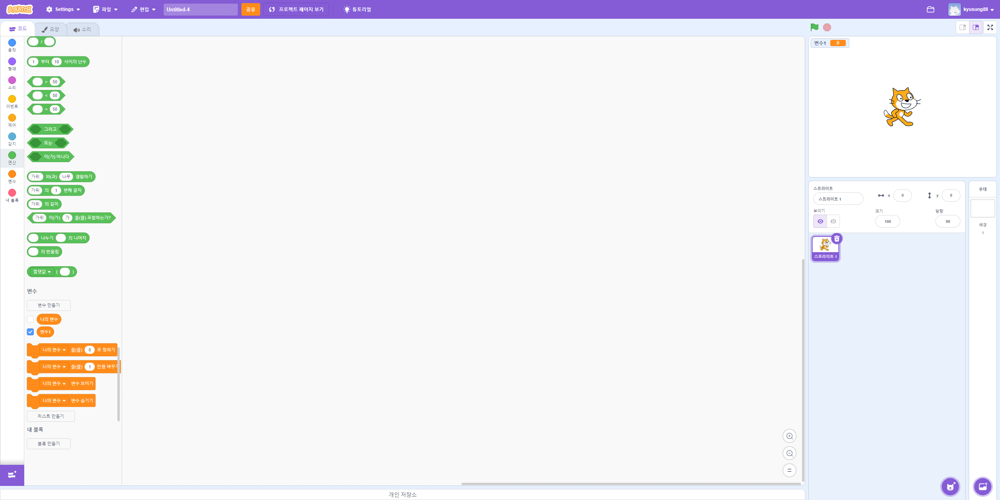 SCRATCH
Settings
파일
편집
Untitled-4
공유
프로젝트 페이지 보기
튜토리얼
kyusung88
코드
모양
소리
동작
형태
소리
이벤트
제어
감지
연산
변수
내 블록
/
1 부터 10 사이의 난수
> 50
< 50
= 50
그리고
또는
이(가) 아니다
가위 와(과) 나무 결합하기
가위 의 1 번째 글자
가위 의 길이
가위 이(가) 가 을(를) 포함하는가?
나누기 의 나머지
의 반올림
절댓값 ( )
변수
변수 만들기
나의 변수
변수1
나의 변수 을(를) 0 로 정하기
나의 변수 을(를) 1 만큼 바꾸기
나의 변수 변수 보이기
나의 변수 변수 숨기기
리스트 만들기
내 블록
블록 만들기
개인 저장소
변수1 0
스프라이트
스프라이트 1
x 0
y 0
보이기
크기
100
방향
90
스프라이트 1
무대
배경
1